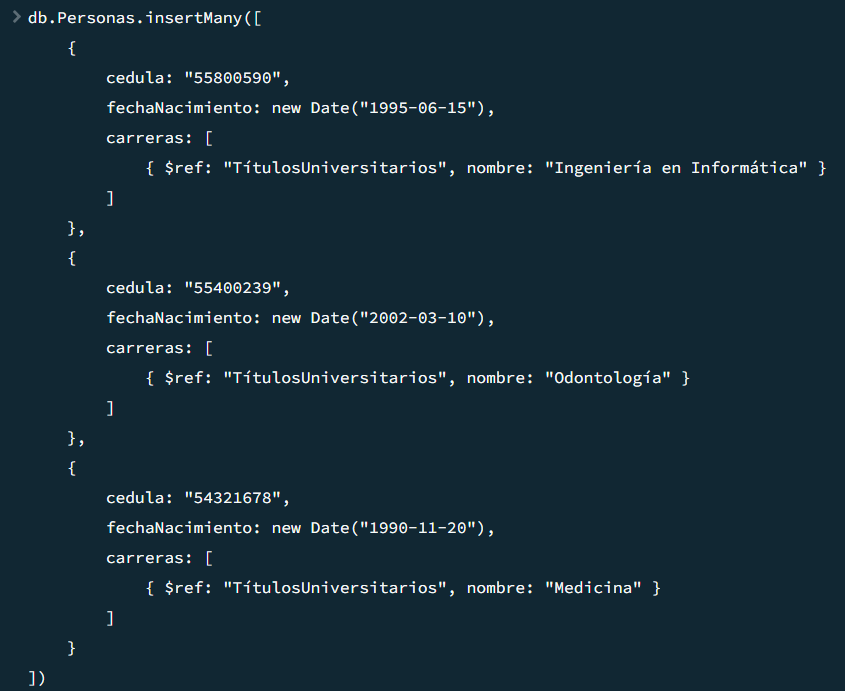 > db.Personas.insertMany([
    {
        cedula: "55800590",
        fechaNacimiento: new Date("1995-06-15"),
        carreras: [
            { $ref: "TítulosUniversitarios", nombre: "Ingeniería en Informática" }
        ]
    },
    {
        cedula: "55400239",
        fechaNacimiento: new Date("2002-03-10"),
        carreras: [
            { $ref: "TítulosUniversitarios", nombre: "Odontología" }
        ]
    },
    {
        cedula: "54321678",
        fechaNacimiento: new Date("1990-11-20"),
        carreras: [
            { $ref: "TítulosUniversitarios", nombre: "Medicina" }
        ]
    }
])